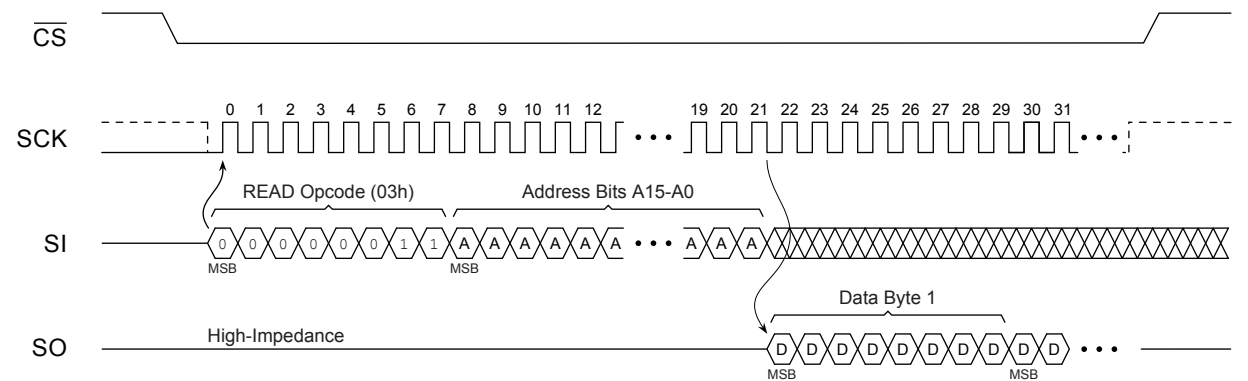 CS
0 1 2 3 4 5 6 7 8 9 10 11 12 19 20 21 22 23 24 25 26 27 28 29 30 31
SCK
READ Opcode (03h) Address Bits A15-A0
SI 0 0 0 0 0 0 1 1 A A A A A A A A A
MSB MSB
Data Byte 1
High-Impedance
SO D D D D D D D D D D
MSB MSB